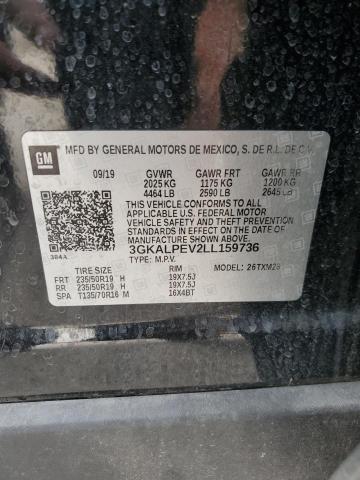 GM
MFD BY GENERAL MOTORS DE MEXICO, S. DE R.L. DE C.V.
09/19 GVWR GAWR FRT GAWR RR
2025 KG 1175 KG 1200 KG
4464 LB 2590 LB 2645 LB
THIS VEHICLE CONFORMS TO ALL
APPLICABLE U.S. FEDERAL MOTOR
VEHICLE SAFETY, BUMPER, AND
THEFT PREVENTION STANDARDS
IN EFFECT ON THE DATE OF
MANUFACTURE SHOWN ABOVE.
384A
3GKALPEV2LL159736
TYPE: M.P.V. MODEL: 26TXM26
TIRE SIZE RIM
FRT 235/50R19 H 19X7.5J
RR 235/50R19 H 19X7.5J
SPA T135/70R16 M 16X4BT